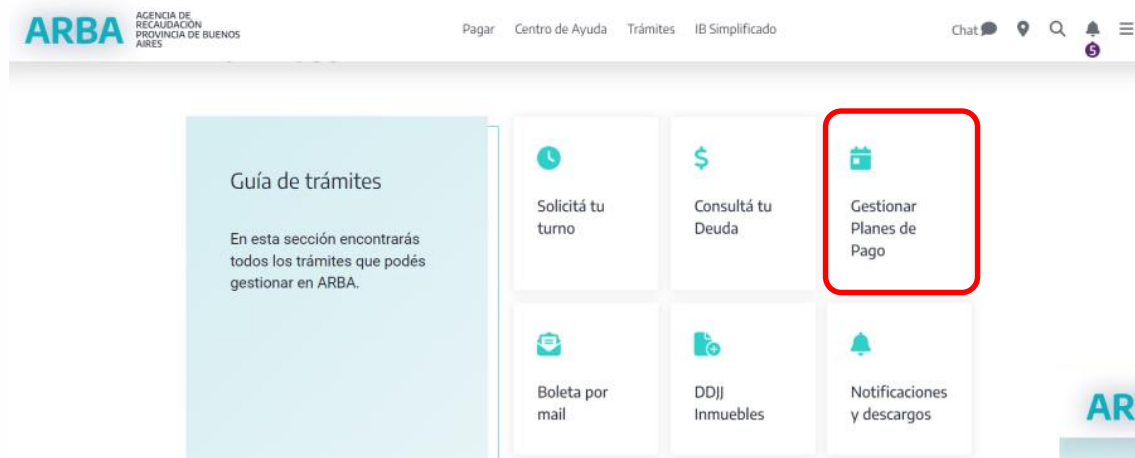 ARBA
AGENCIA DE
RECAUDACIÓN
PROVINCIA DE BUENOS
AIRES
Pagar Centro de Ayuda Trámites IB Simplificado Chat
5
Guía de trámites
En esta sección encontrarás
todos los trámites que podés
gestionar en ARBA.
Solicitá tu
turno
Consultá tu
Deuda
Gestionar
Planes de
Pago
Boleta por
mail
DDJJ
Inmuebles
Notificaciones
y descargos
AR